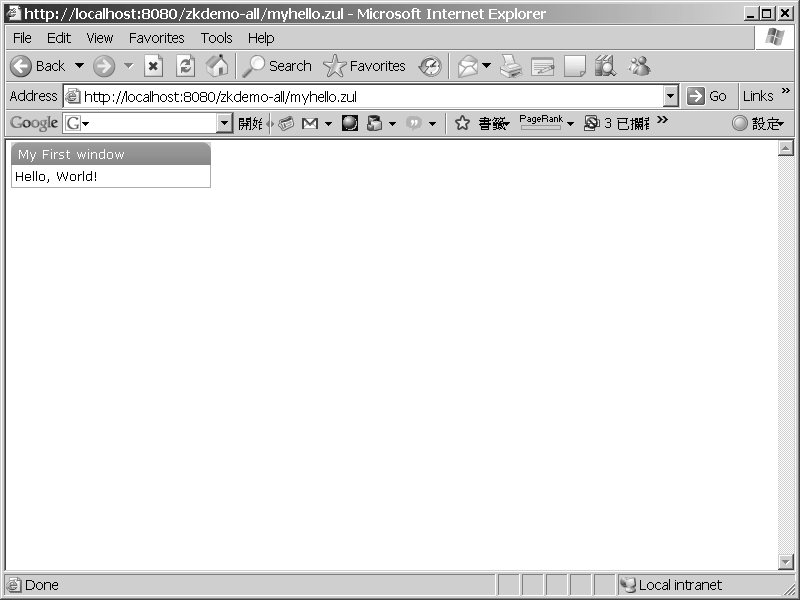 http://localhost:8080/zkdemo-all/myhello.zul - Microsoft Internet Explorer
File Edit View Favorites Tools Help
Back Search Favorites
Address http://localhost:8080/zkdemo-all/myhello.zul Go Links »
Google G 開始 書籤 PageRank 3 已攔 » 設定
My First window
Hello, World!
Done Local intranet